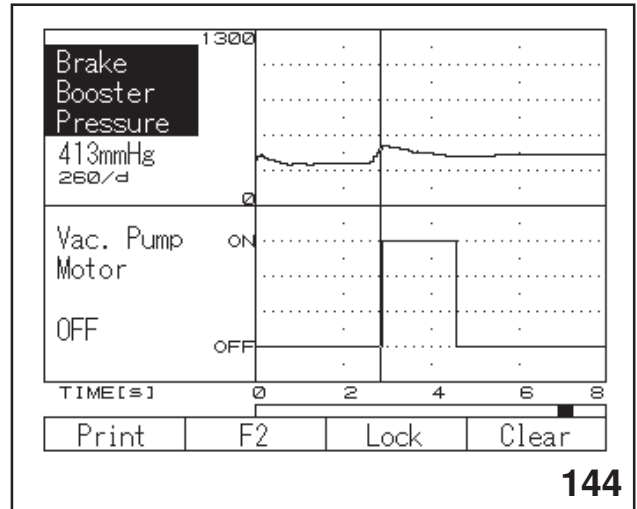 1300
Brake
Booster
Pressure
413mmHg
260/d
0
Vac. Pump ON
Motor
OFF
OFF
TIME[s] 0 2 4 6 8
Print F2 Lock Clear
144